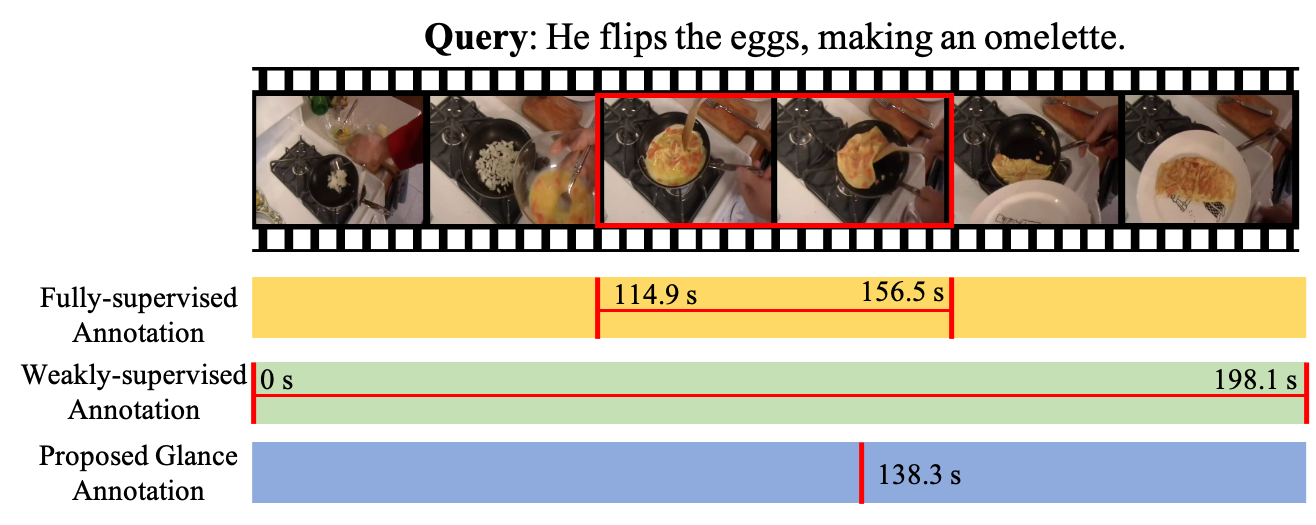 Query: He flips the eggs, making an omelette.
Fully-supervised
Annotation
114.9 s
156.5 s
Weakly-supervised
Annotation
0 s
198.1 s
Proposed Glance
Annotation
138.3 s